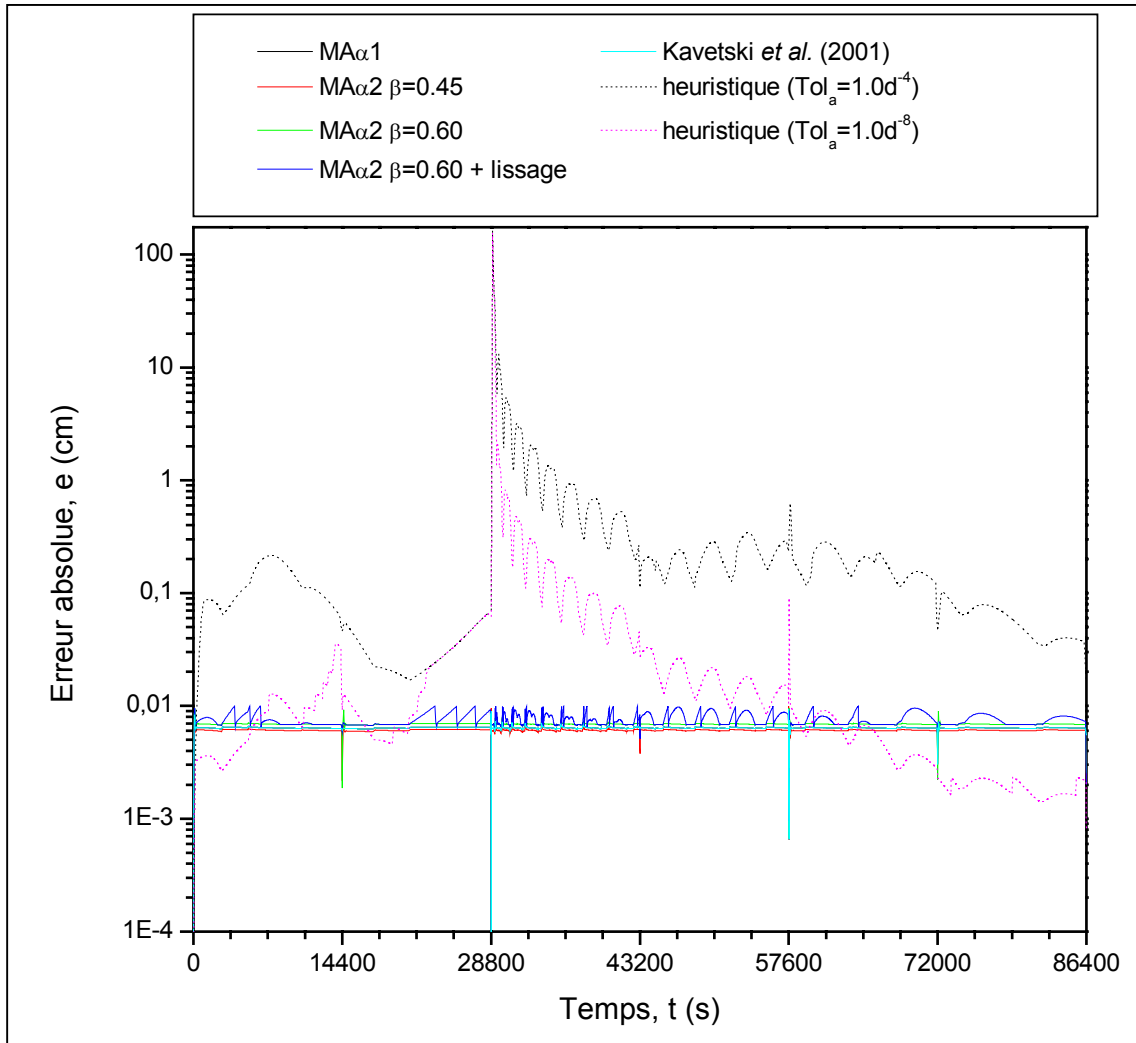 MAα1
MAα2 β=0.45
MAα2 β=0.60
MAα2 β=0.60 + lissage
Kavetski et al. (2001)
heuristique (Tol_a=1.0d^-4)
heuristique (Tol_a=1.0d^-8)
Erreur absolue, e (cm)
100
10
1
0,1
0,01
1E-3
1E-4
0 14400 28800 43200 57600 72000 86400
Temps, t (s)